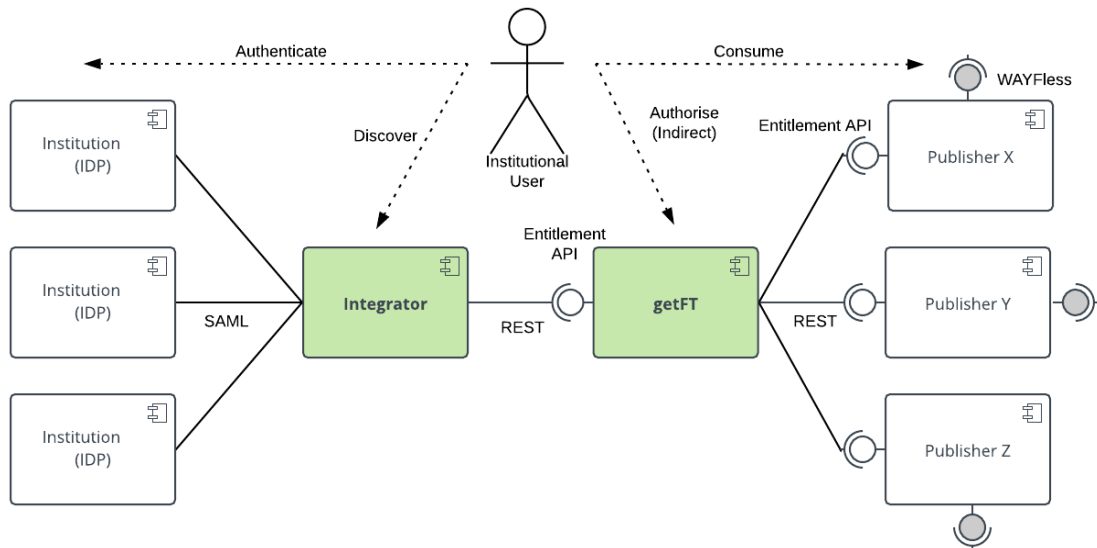 Authenticate
Consume
WAYFless
Discover
Authorise
(Indirect)
Entitlement API
Institutional
User
Institution
(IDP)
Publisher X
Entitlement
API
Institution
(IDP)
SAML
Integrator
REST
getFT
REST
Publisher Y
Institution
(IDP)
Publisher Z